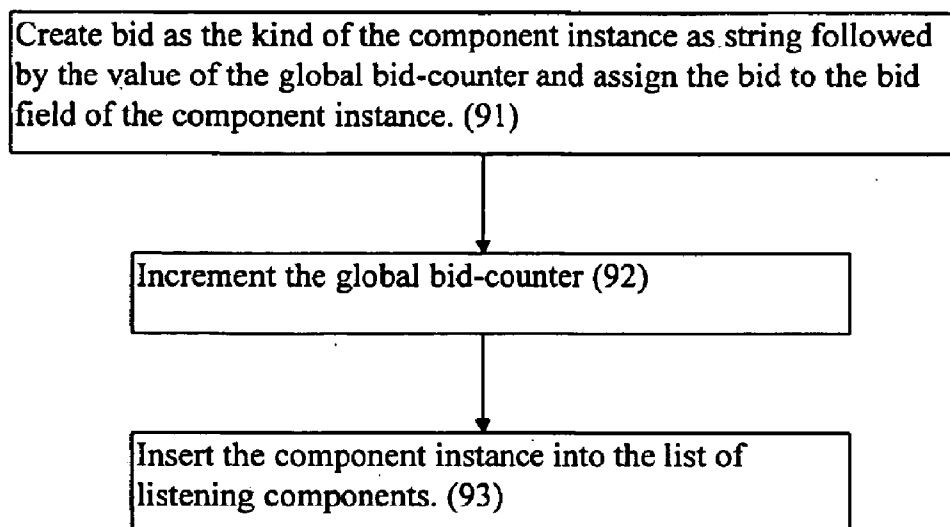 Create bid as the kind of the component instance as string followed
by the value of the global bid-counter and assign the bid to the bid
field of the component instance. (91)
Increment the global bid-counter (92)
Insert the component instance into the list of
listening components. (93)